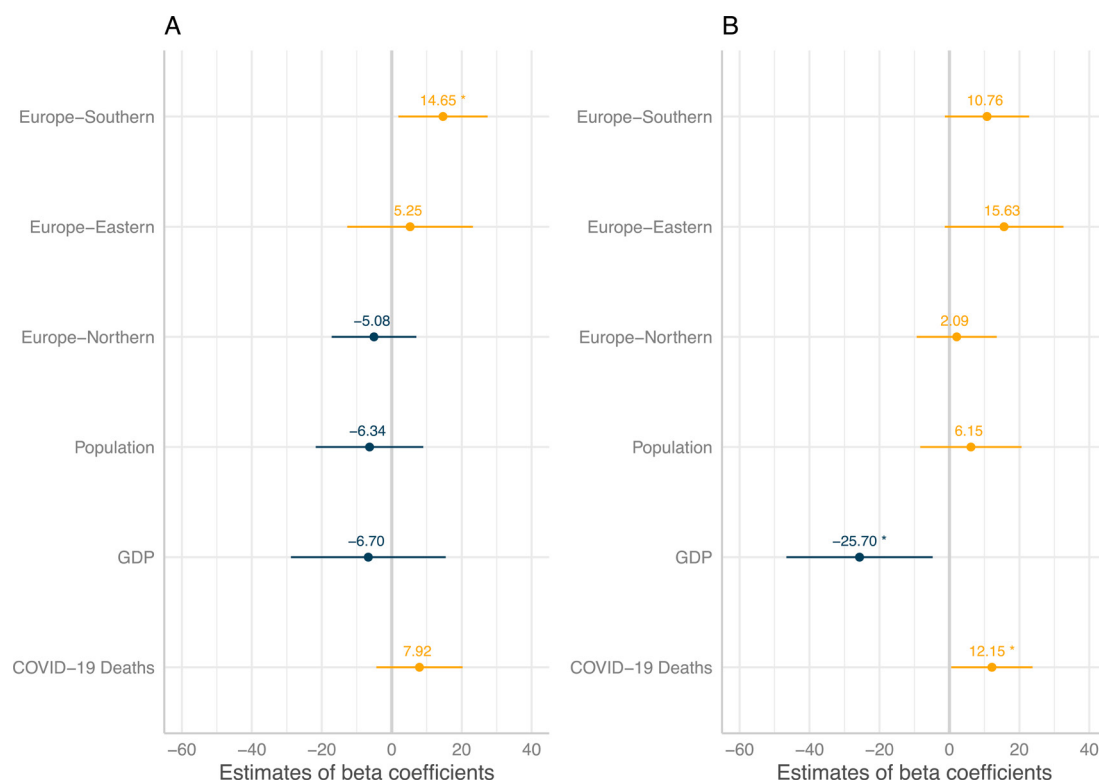 A
Europe−Southern
14.65 *
Europe−Eastern
5.25
Europe−Northern
−5.08
Population
−6.34
GDP
−6.70
COVID−19 Deaths
7.92
−60 −40 −20 0 20 40
Estimates of beta coefficients
B
Europe−Southern
10.76
Europe−Eastern
15.63
Europe−Northern
2.09
Population
6.15
GDP
−25.70 *
COVID−19 Deaths
12.15 *
−60 −40 −20 0 20 40
Estimates of beta coefficients